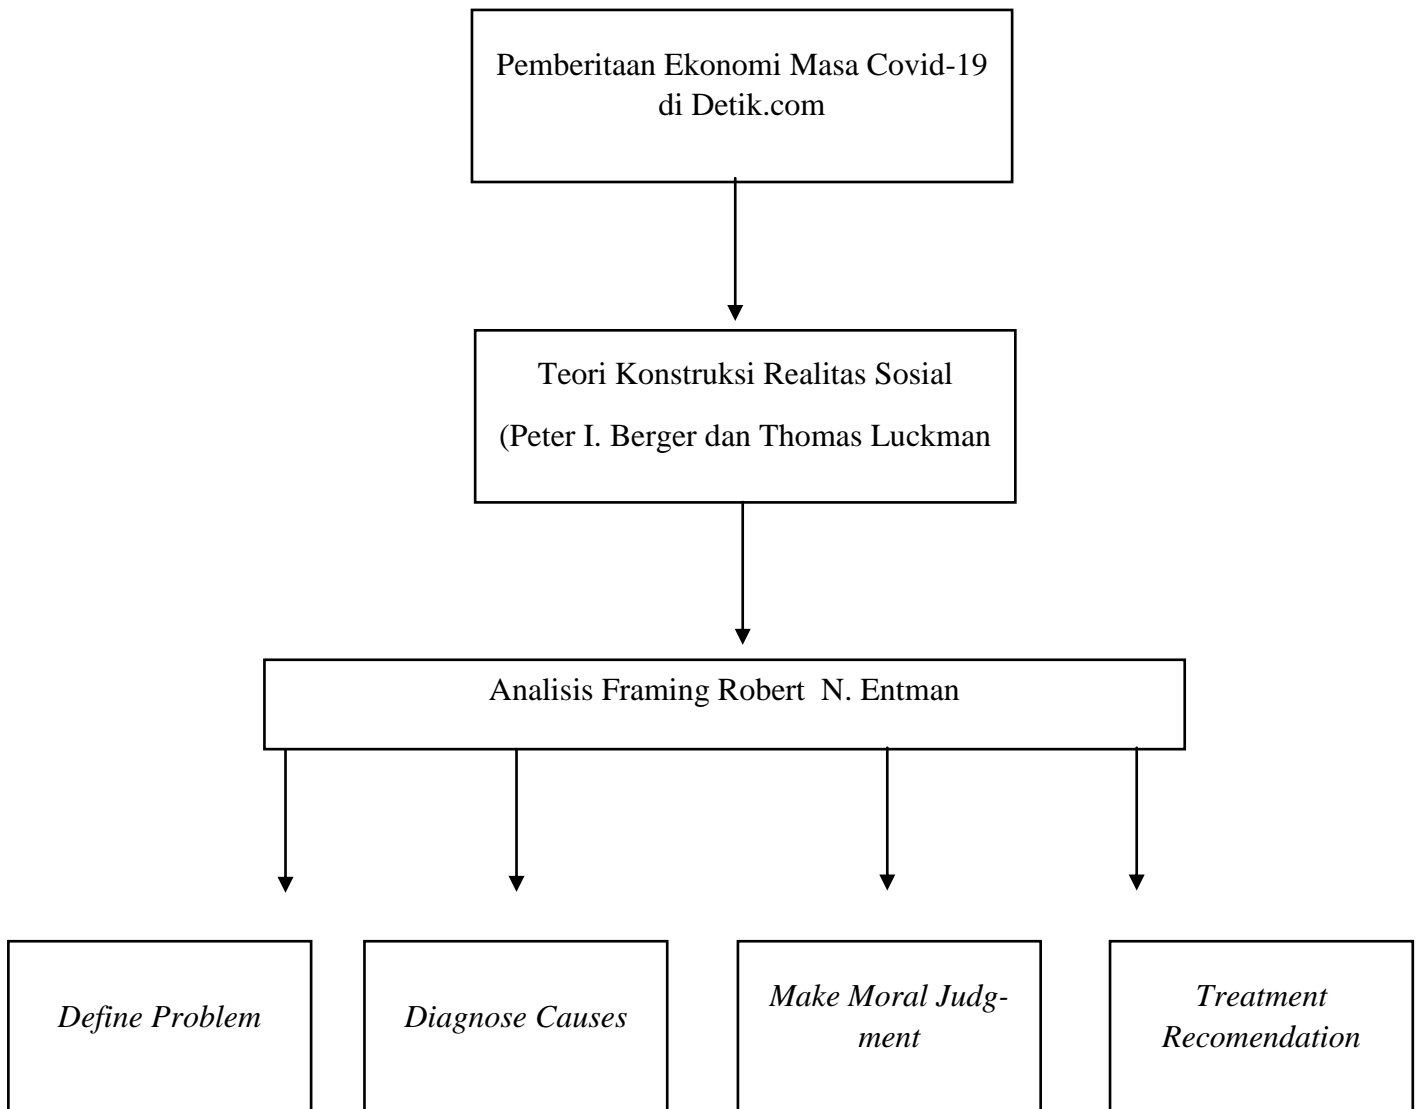 Pemberitaan Ekonomi Masa Covid-19
di Detik.com
Teori Konstruksi Realitas Sosial
(Peter I. Berger dan Thomas Luckman
Analisis Framing Robert  N. Entman
Define Problem
Diagnose Causes
Make Moral Judg-
ment
Treatment
Recomendation